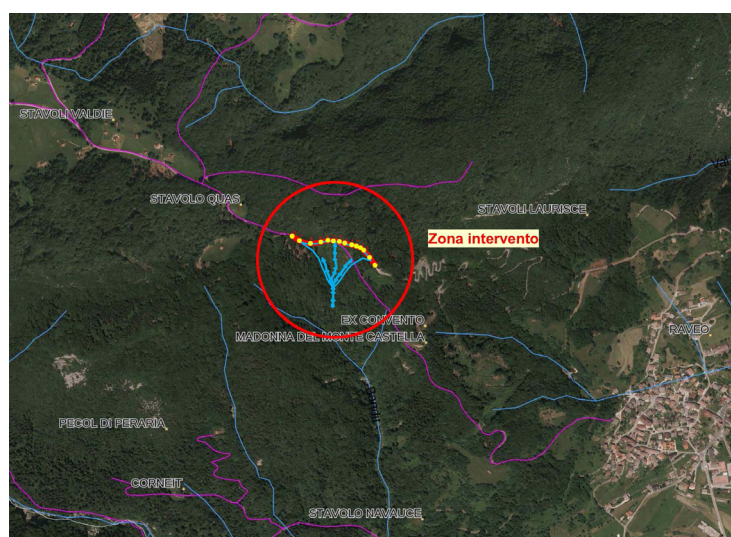 STAVOLI VALDIE
STAVOLO QUAS
STAVOLI LAURISCE
Zona intervento
EX CONVENTO
MADONNA DEL MONTE CASTELLA
RAVEO
PECOL DI PERARIA
CORNEIT
STAVOLO NAVAUCE